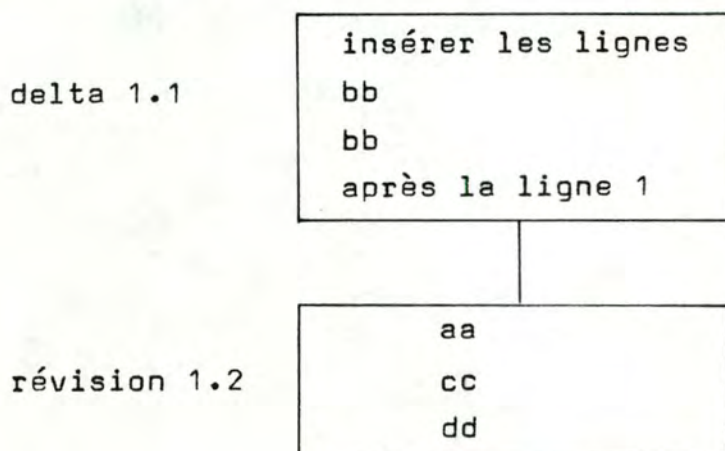 insérer les lignes
delta 1.1
bb
bb
après la ligne 1
aa
révision 1.2
cc
dd